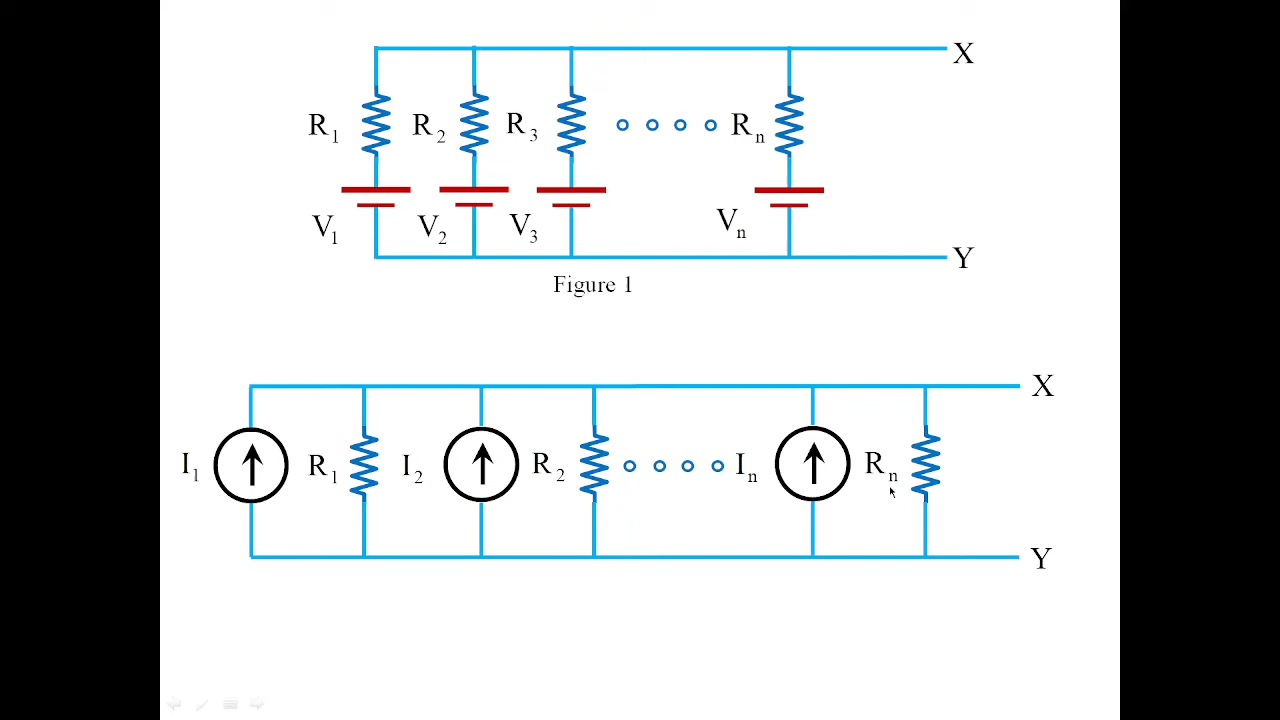 X
R1 R2 R3 Rn
V1 V2 V3 Vn
Y
Figure 1
X
I1 R1 I2 R2 In Rn
Y